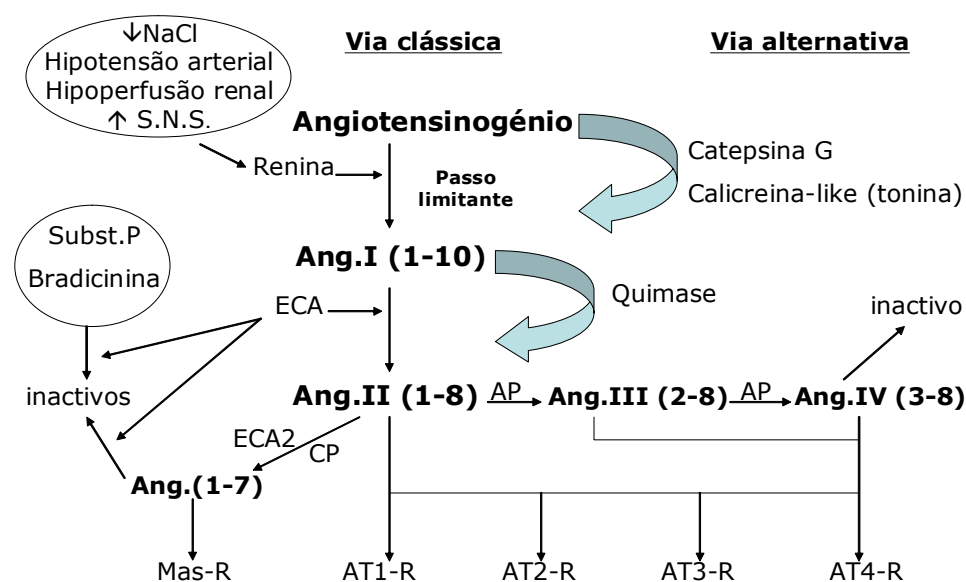 ↓NaCl
Hipotensão arterial
Hipoperfusão renal
↑ S.N.S.
Via clássica
Via alternativa
Angiotensinogénio
Renina
Passo
limitante
Catepsina G
Calicreina-like (tonina)
Subst.P
Bradicinina
Ang.I (1-10)
ECA
Quimase
inactivo
inactivos
Ang.II (1-8)
AP
Ang.III (2-8)
AP
Ang.IV (3-8)
ECA2
CP
Ang.(1-7)
Mas-R
AT1-R
AT2-R
AT3-R
AT4-R